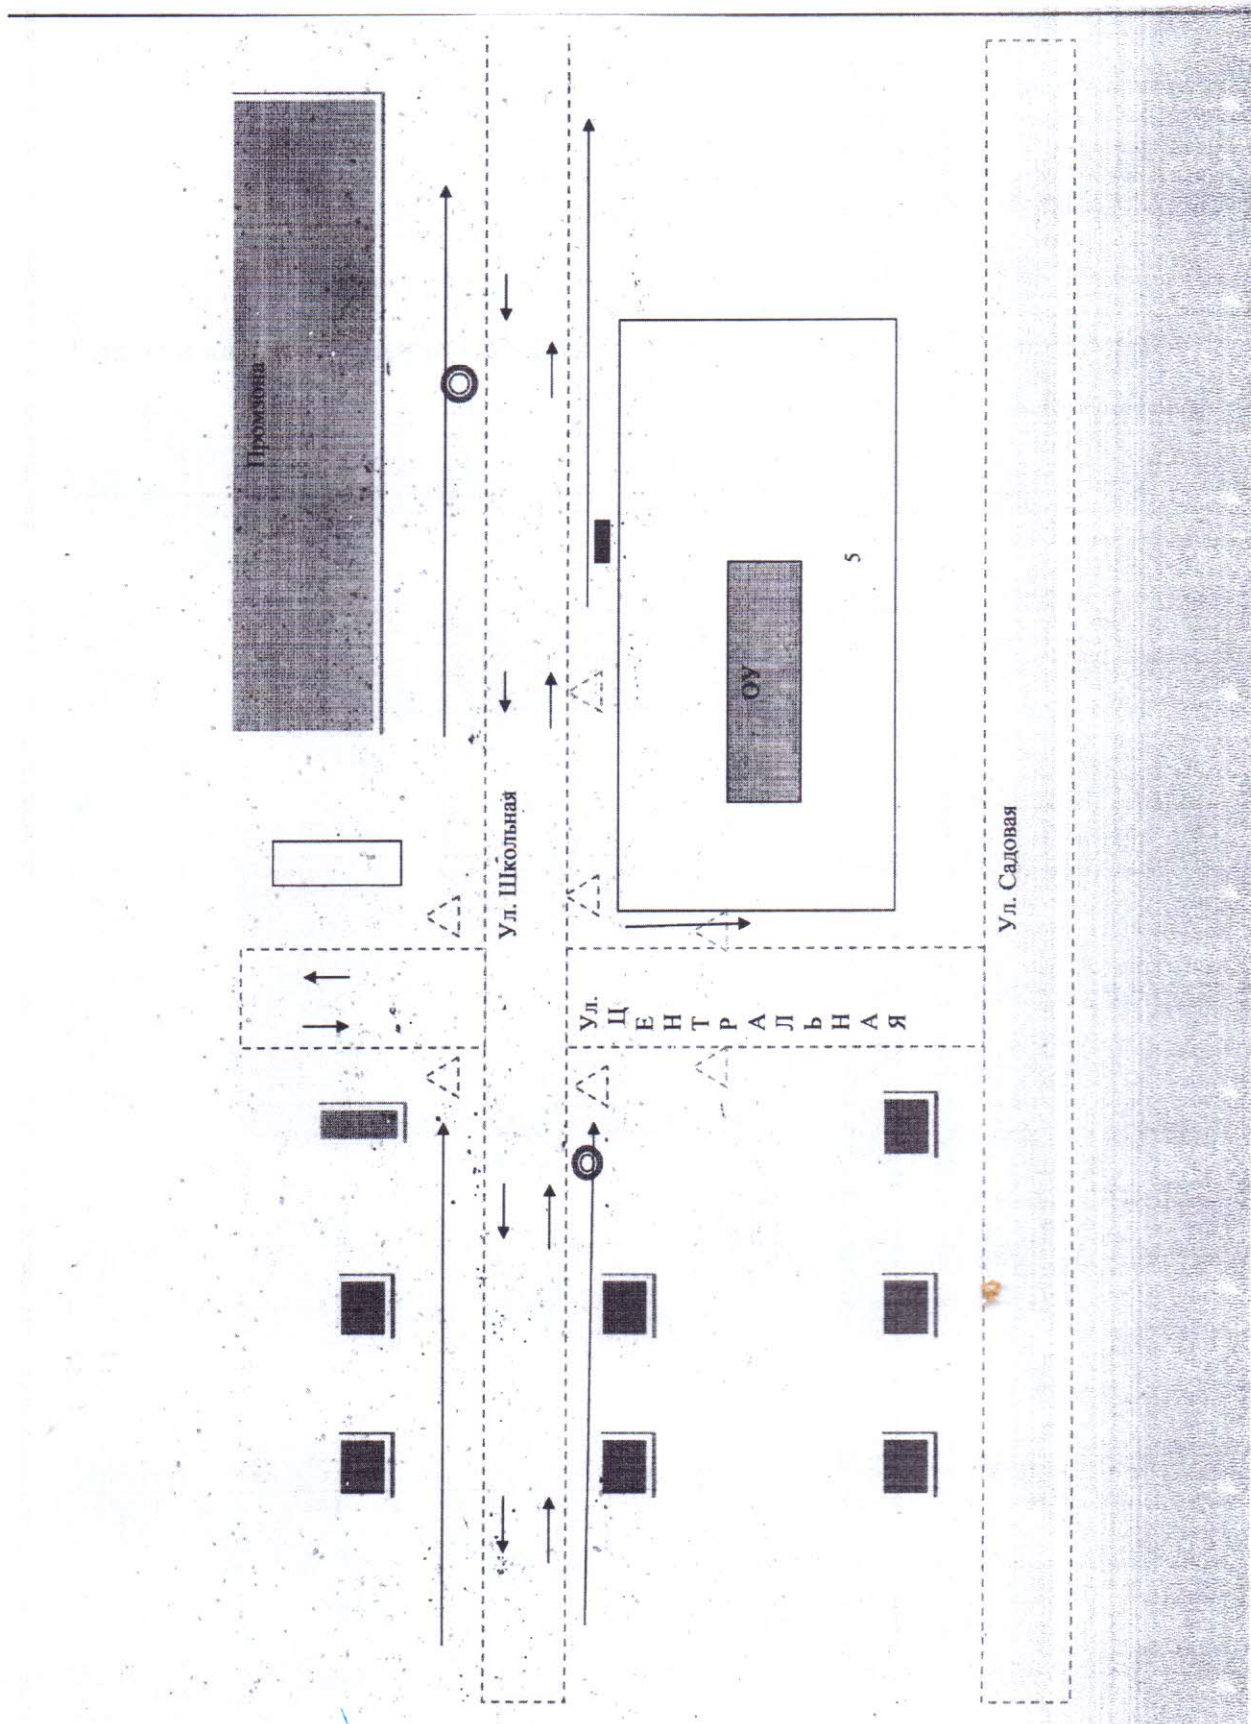 Промзона
Ул. Школьная
ОУ
5
Ул.
Ц
Е
Н
Т
Р
А
Л
Ь
Н
А
Я
Ул. Садовая